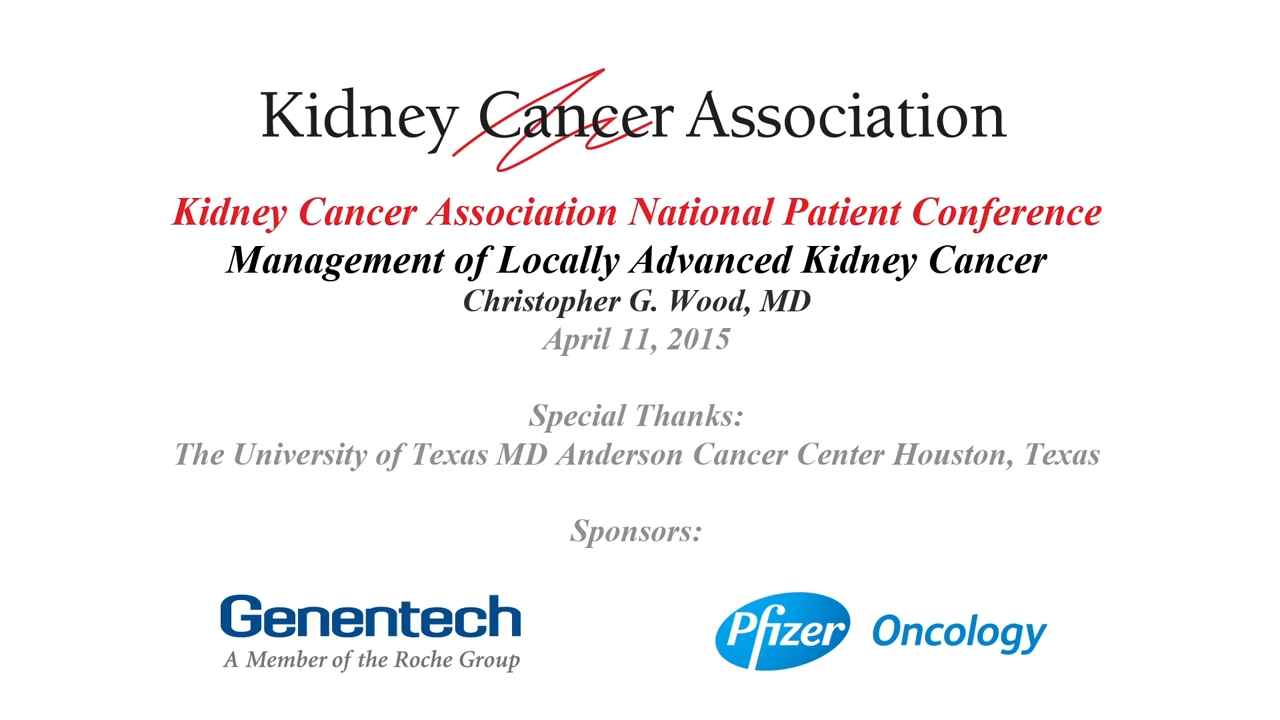 Kidney Cancer Association
Kidney Cancer Association National Patient Conference
Management of Locally Advanced Kidney Cancer
Christopher G. Wood, MD
April 11, 2015
Special Thanks:
The University of Texas MD Anderson Cancer Center Houston, Texas
Sponsors:
Genentech
A Member of the Roche Group
Pfizer Oncology